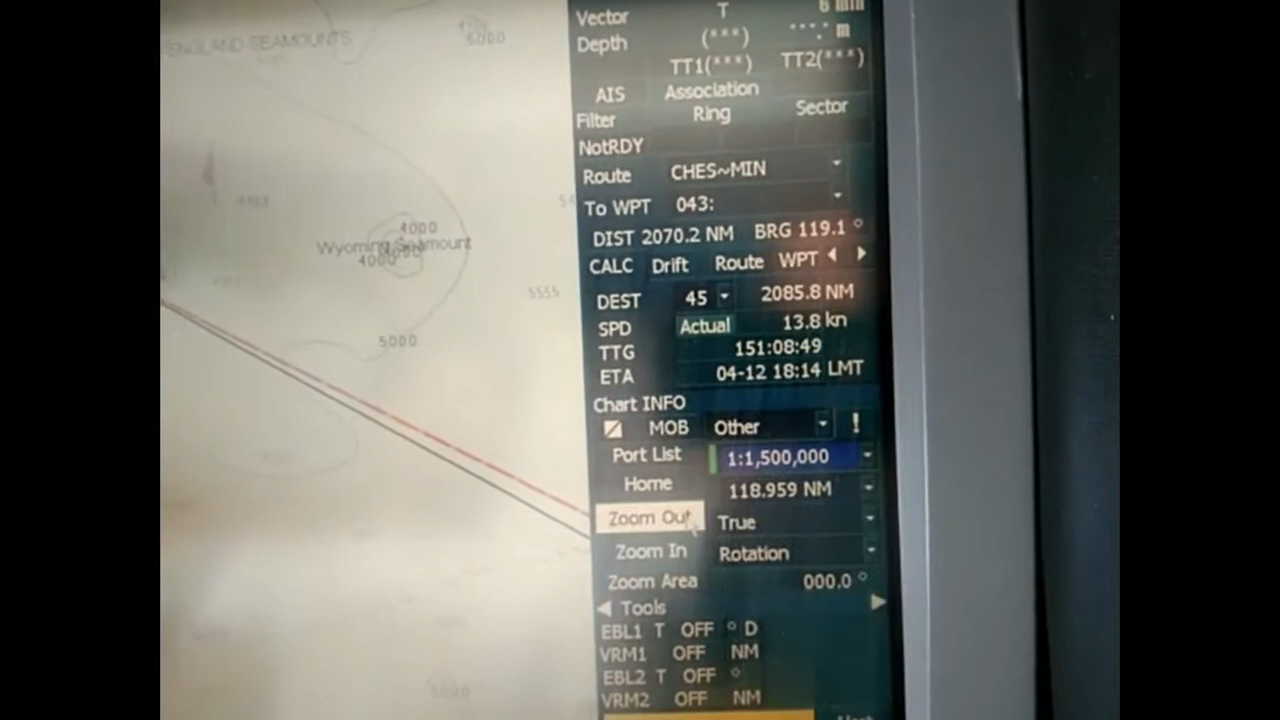 ENGLAND SEAMOUNTS
5000
4000
Wyoming Seamount
4000
5555
5000
Vector T 6 min
Depth (***) ***.* m
TT1(***) TT2(***)
AIS Association
Filter Ring Sector
NotRDY
Route CHES~MIN
To WPT 043:
DIST 2070.2 NM BRG 119.1 °
CALC Drift Route WPT
DEST 45 2085.8 NM
SPD Actual 13.8 kn
TTG 151:08:49
ETA 04-12 18:14 LMT
Chart INFO
MOB Other !
Port List 1:1,500,000
Home 118.959 NM
Zoom Out True
Zoom In Rotation
Zoom Area 000.0 °
Tools
EBL1 T OFF ° D
VRM1 OFF NM
EBL2 T OFF °
VRM2 OFF NM